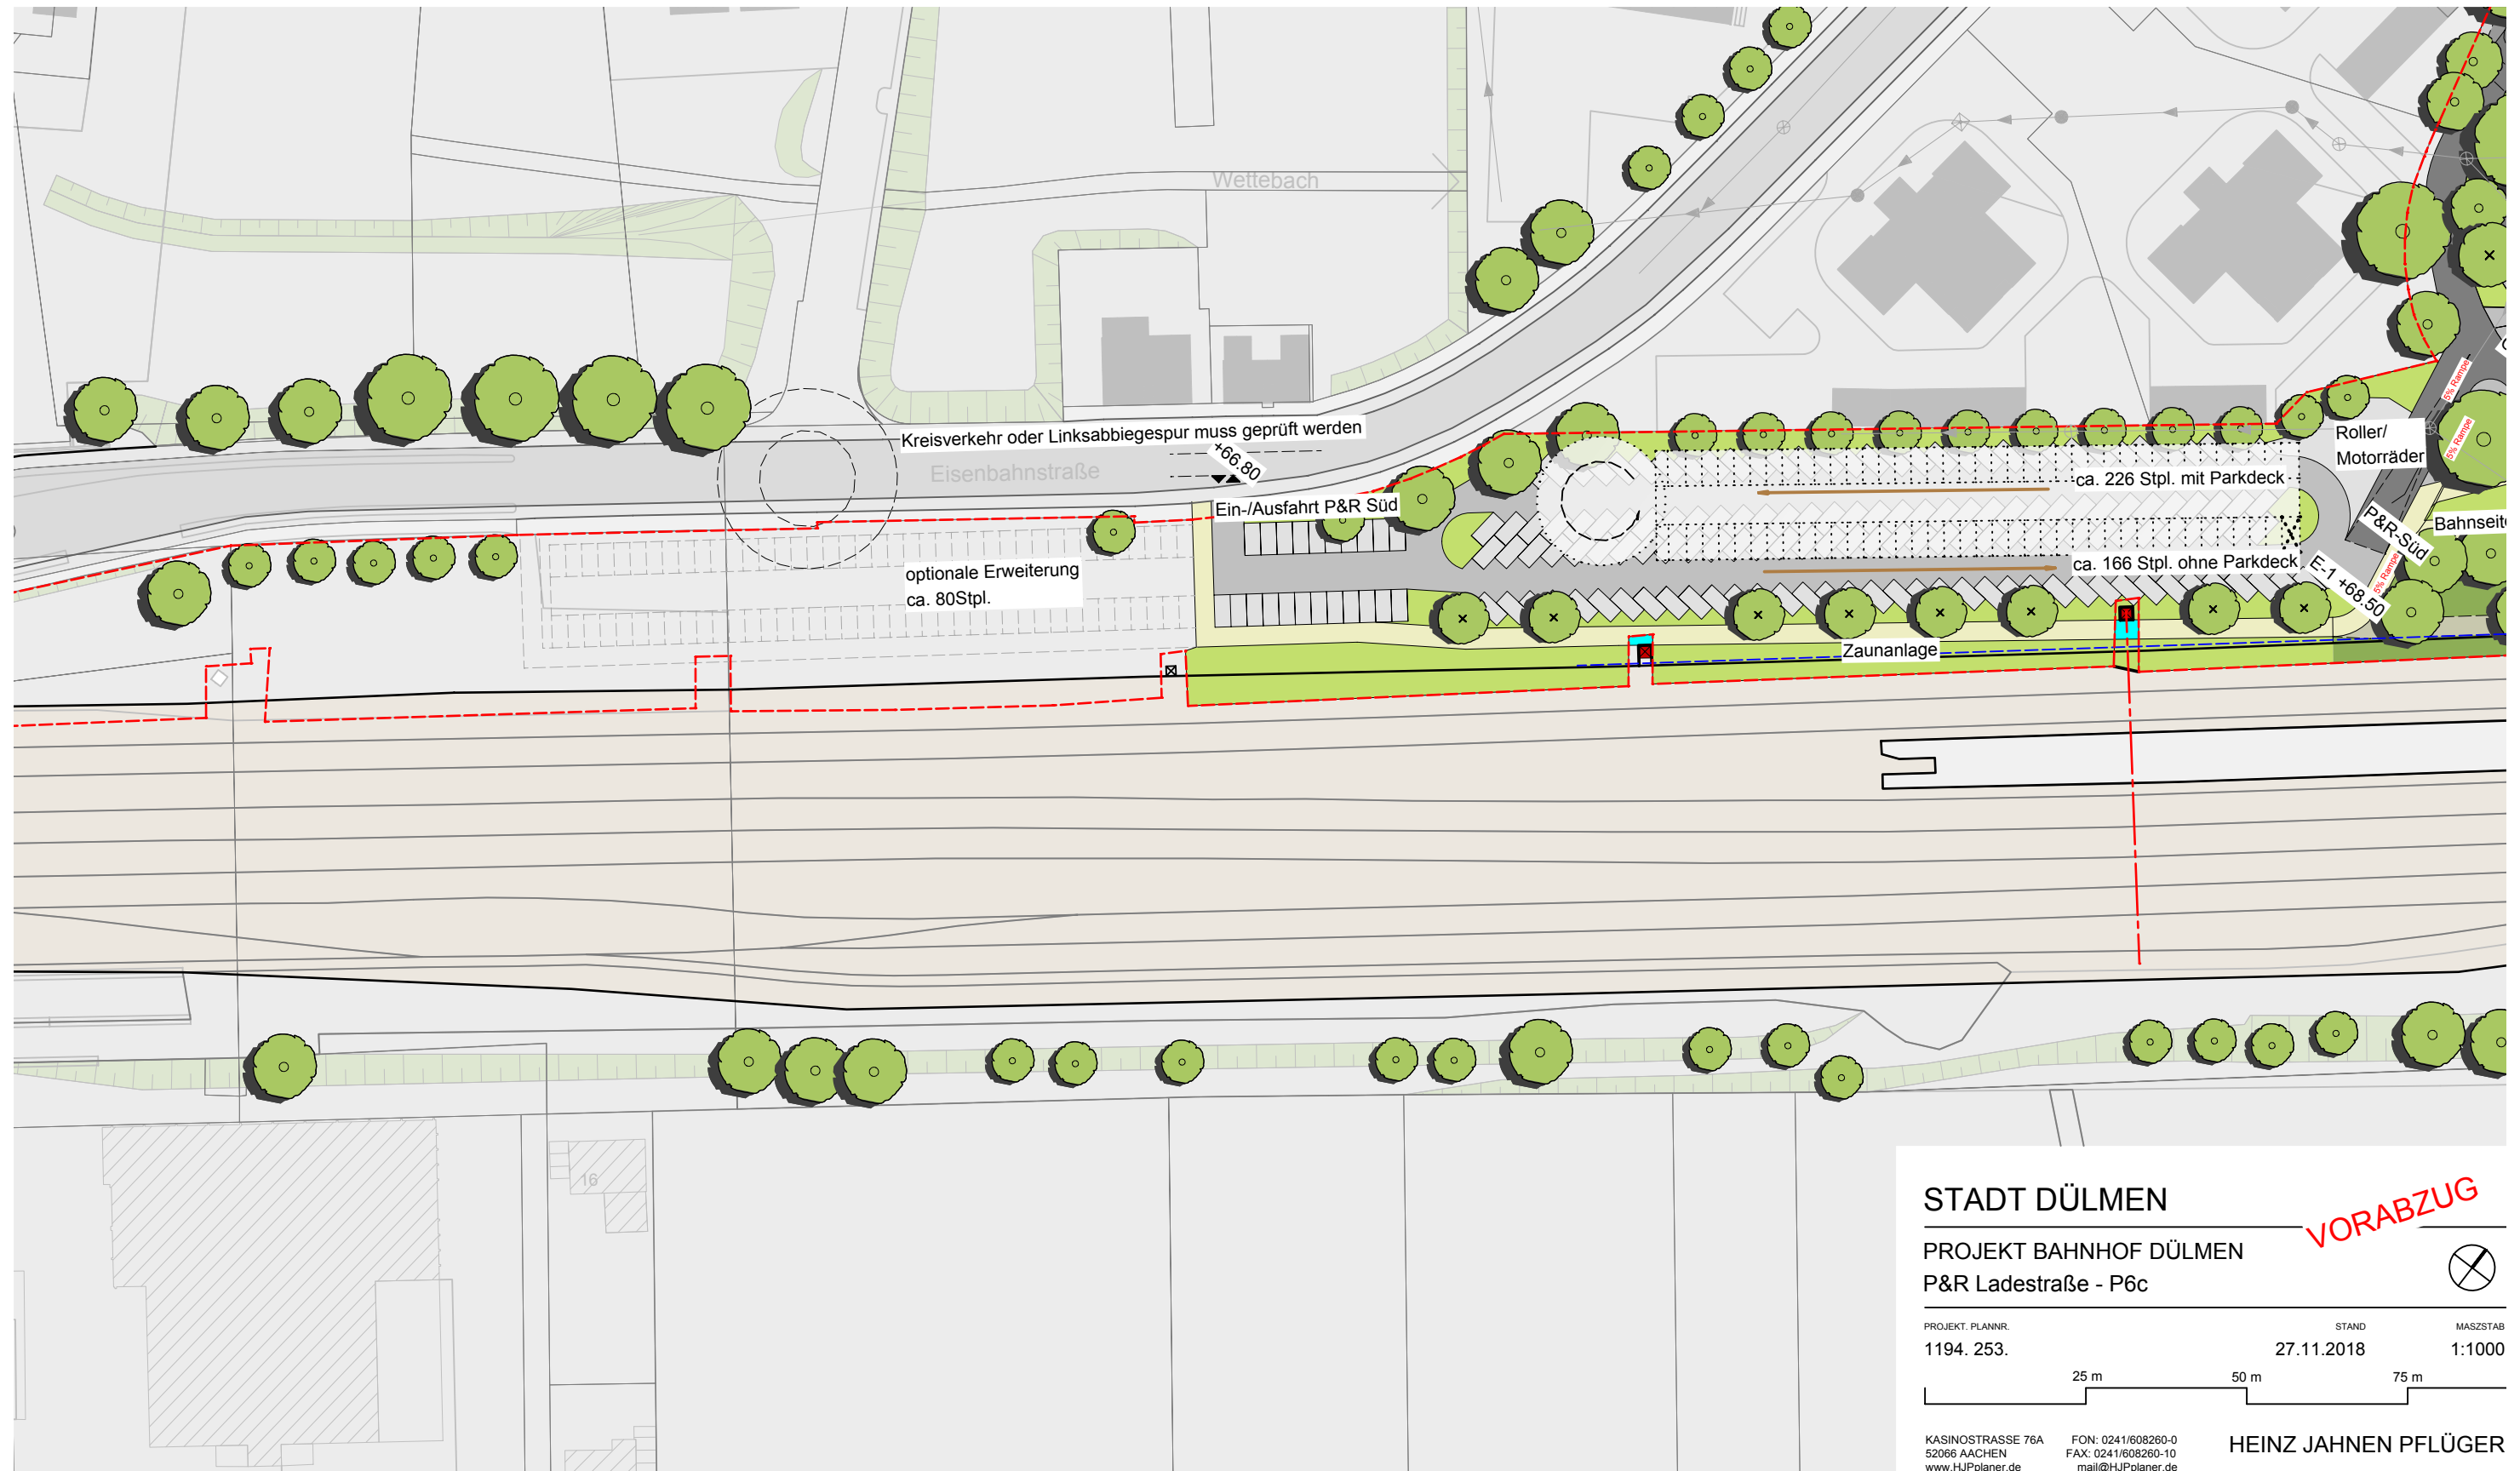 Wettebach
Kreisverkehr oder Linksabbiegespur muss geprüft werden
+66.80
Eisenbahnstraße
Ein-/Ausfahrt P&R Süd
optionale Erweiterung
ca. 80Stpl.
5% Rampe
5% Rampe
Roller/
Motorräder
ca. 226 Stpl. mit Parkdeck
P&R-Süd
Bahnseite
ca. 166 Stpl. ohne Parkdeck
E-1 +68.50
5% Rampe
Zaunanlage
16
STADT DÜLMEN
VORABZUG
PROJEKT BAHNHOF DÜLMEN
P&R Ladestraße - P6c
PROJEKT. PLANNR.
STAND
MASZSTAB
1194. 253.
27.11.2018
1:1000
25 m
50 m
75 m
KASINOSTRASSE 76A
FON: 0241/608260-0
52066 AACHEN
FAX: 0241/608260-10
www.HJPplaner.de
mail@HJPplaner.de
HEINZ JAHNEN PFLÜGER